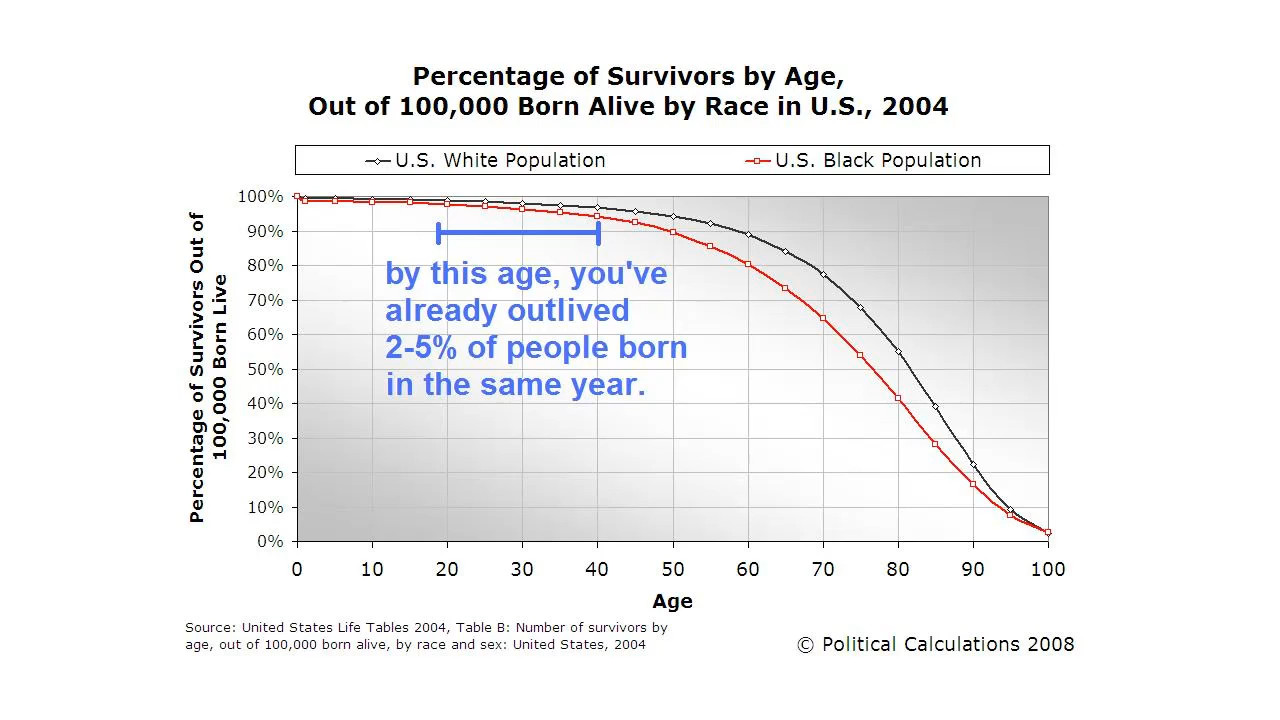 Percentage of Survivors by Age,
Out of 100,000 Born Alive by Race in U.S., 2004
U.S. White Population
U.S. Black Population
Percentage of Survivors Out of
100,000 Born Live
100%
90%
80%
70%
60%
50%
40%
30%
20%
10%
0%
by this age, you've
already outlived
2-5% of people born
in the same year.
0 10 20 30 40 50 60 70 80 90 100
Age
Source: United States Life Tables 2004, Table B: Number of survivors by
age, out of 100,000 born alive, by race and sex: United States, 2004
© Political Calculations 2008